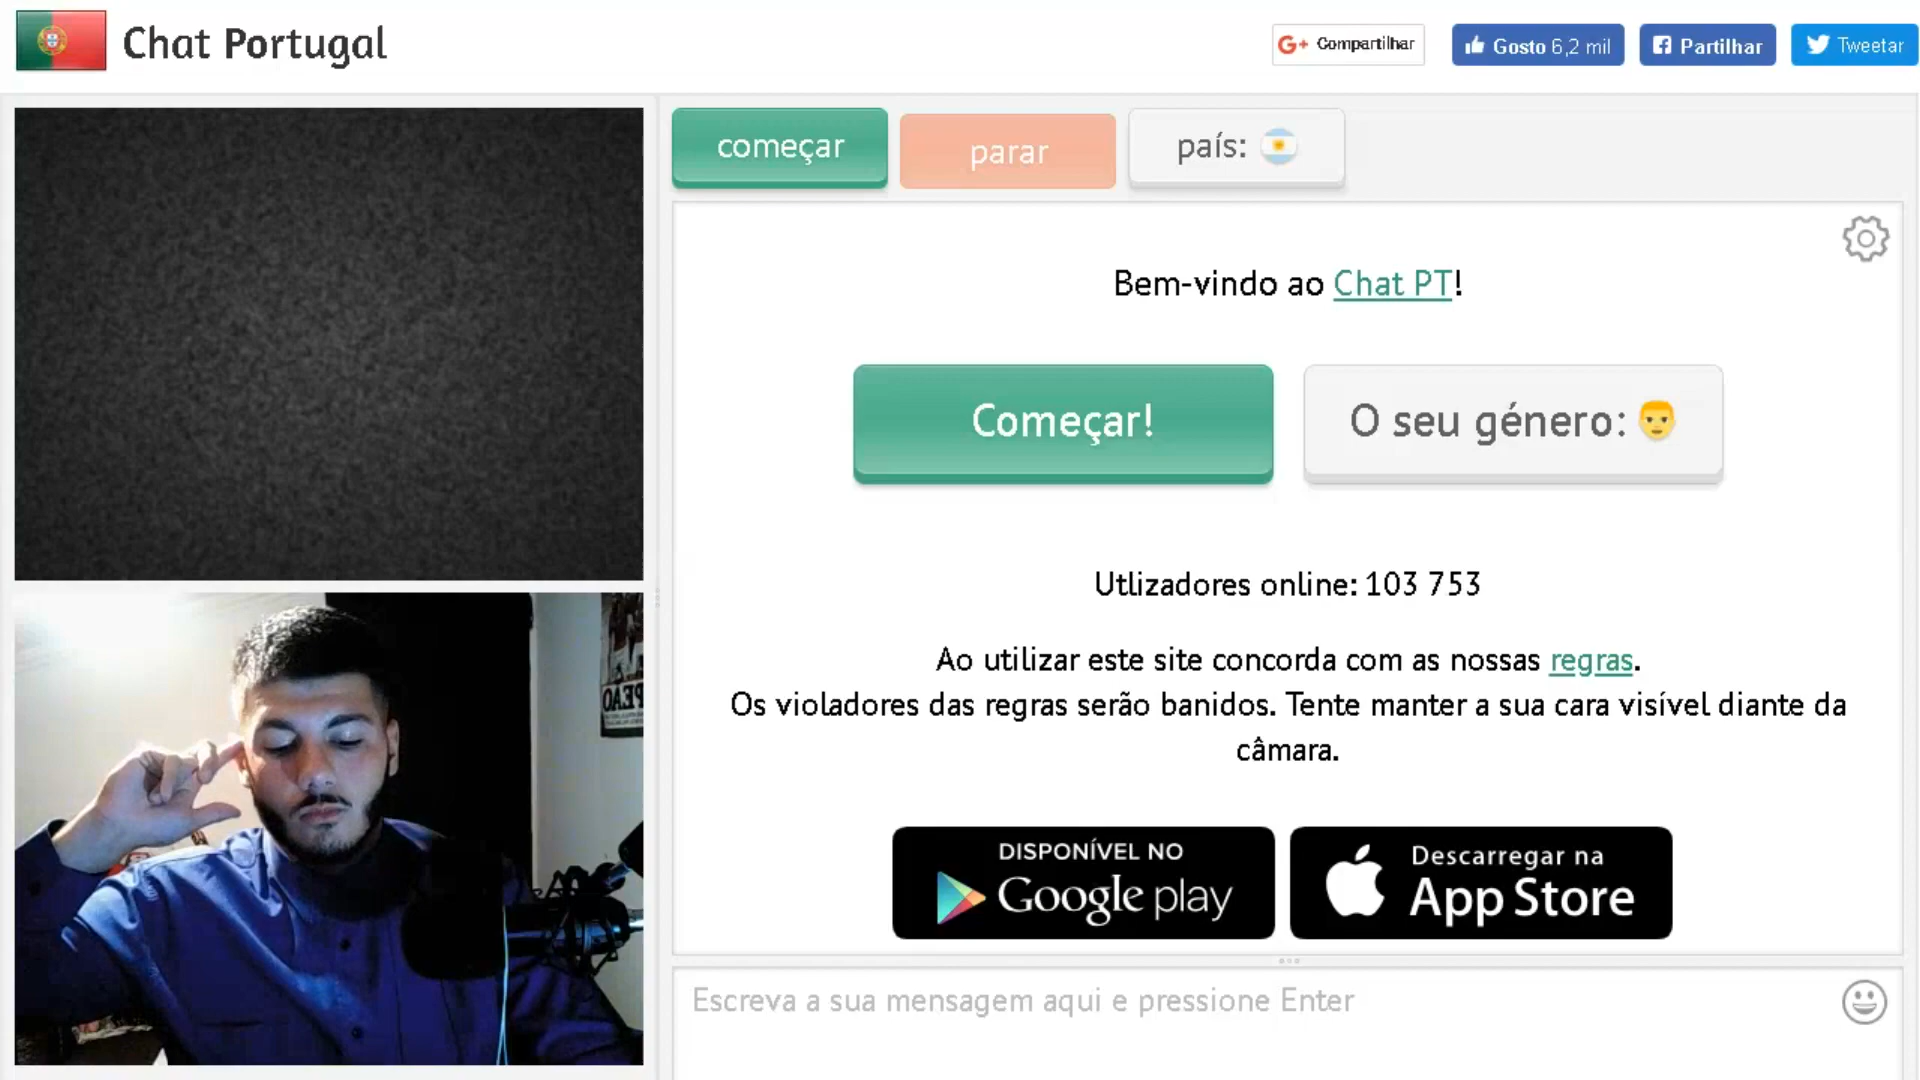 Chat Portugal
G+ Compartilhar
Gosto 6,2 mil
Partilhar
Tweetar
começar
parar
país:
Bem-vindo ao Chat PT!
Começar!
O seu género:
Utlizadores online: 103 753
Ao utilizar este site concorda com as nossas regras.
Os violadores das regras serão banidos. Tente manter a sua cara visível diante da
câmara.
DISPONÍVEL NO
Google play
Descarregar na
App Store
Escreva a sua mensagem aqui e pressione Enter